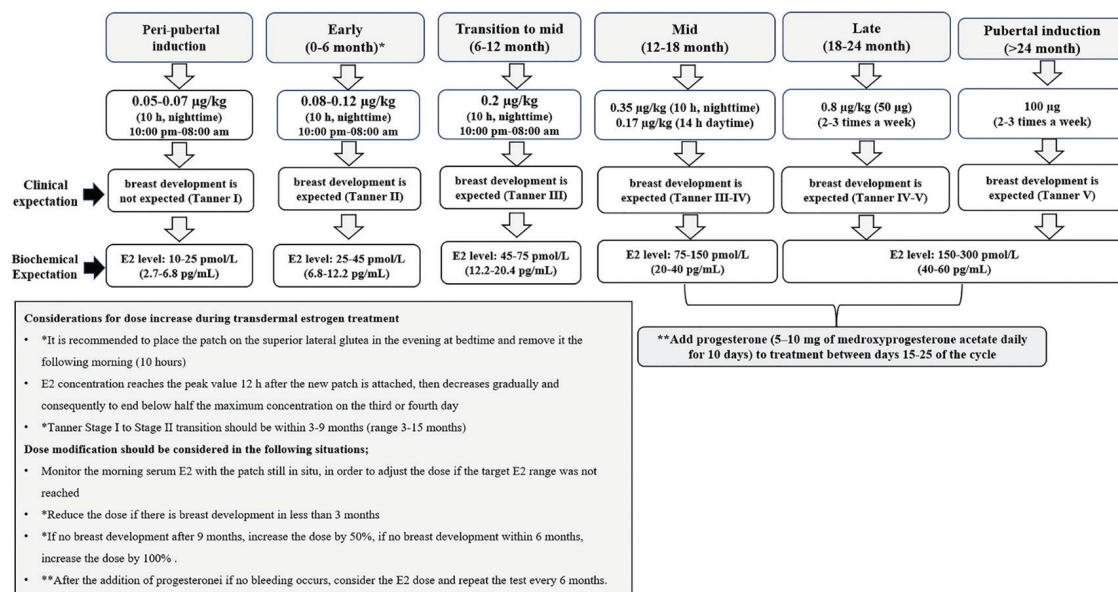 Peri-pubertal
induction
Early
(0-6 month)*
Transition to mid
(6-12 month)
Mid
(12-18 month)
Late
(18-24 month)
Pubertal induction
(>24 month)
0.05-0.07 µg/kg
(10 h, nighttime)
10:00 pm-08:00 am
0.08-0.12 µg/kg
(10 h, nighttime)
10:00 pm-08:00 am
0.2 µg/kg
(10 h, nighttime)
10:00 pm-08:00 am
0.35 µg/kg (10 h, nighttime)
0.17 µg/kg (14 h daytime)
0.8 µg/kg (50 µg)
(2-3 times a week)
100 µg
(2-3 times a week)
Clinical
expectation
breast development is
not expected (Tanner I)
breast development is
expected (Tanner II)
breast development is
expected (Tanner III)
breast development is
expected (Tanner III-IV)
breast development is
expected (Tanner IV-V)
breast development is
expected (Tanner V)
Biochemical
Expectation
E2 level: 10-25 pmol/L
(2.7-6.8 pg/mL)
E2 level: 25-45 pmol/L
(6.8-12.2 pg/mL)
E2 level: 45-75 pmol/L
(12.2-20.4 pg/mL)
E2 level: 75-150 pmol/L
(20-40 pg/mL)
E2 level: 150-300 pmol/L
(40-60 pg/mL)
**Add progesterone (5–10 mg of medroxyprogesterone acetate daily
for 10 days) to treatment between days 15-25 of the cycle
Considerations for dose increase during transdermal estrogen treatment
• *It is recommended to place the patch on the superior lateral glutea in the evening at bedtime and remove it the
following morning (10 hours)
• E2 concentration reaches the peak value 12 h after the new patch is attached, then decreases gradually and
consequently to end below half the maximum concentration on the third or fourth day
• *Tanner Stage I to Stage II transition should be within 3-9 months (range 3-15 months)
Dose modification should be considered in the following situations;
• Monitor the morning serum E2 with the patch still in situ, in order to adjust the dose if the target E2 range was not
reached
• *Reduce the dose if there is breast development in less than 3 months
• *If no breast development after 9 months, increase the dose by 50%, if no breast development within 6 months,
increase the dose by 100% .
• **After the addition of progesteronei if no bleeding occurs, consider the E2 dose and repeat the test every 6 months.